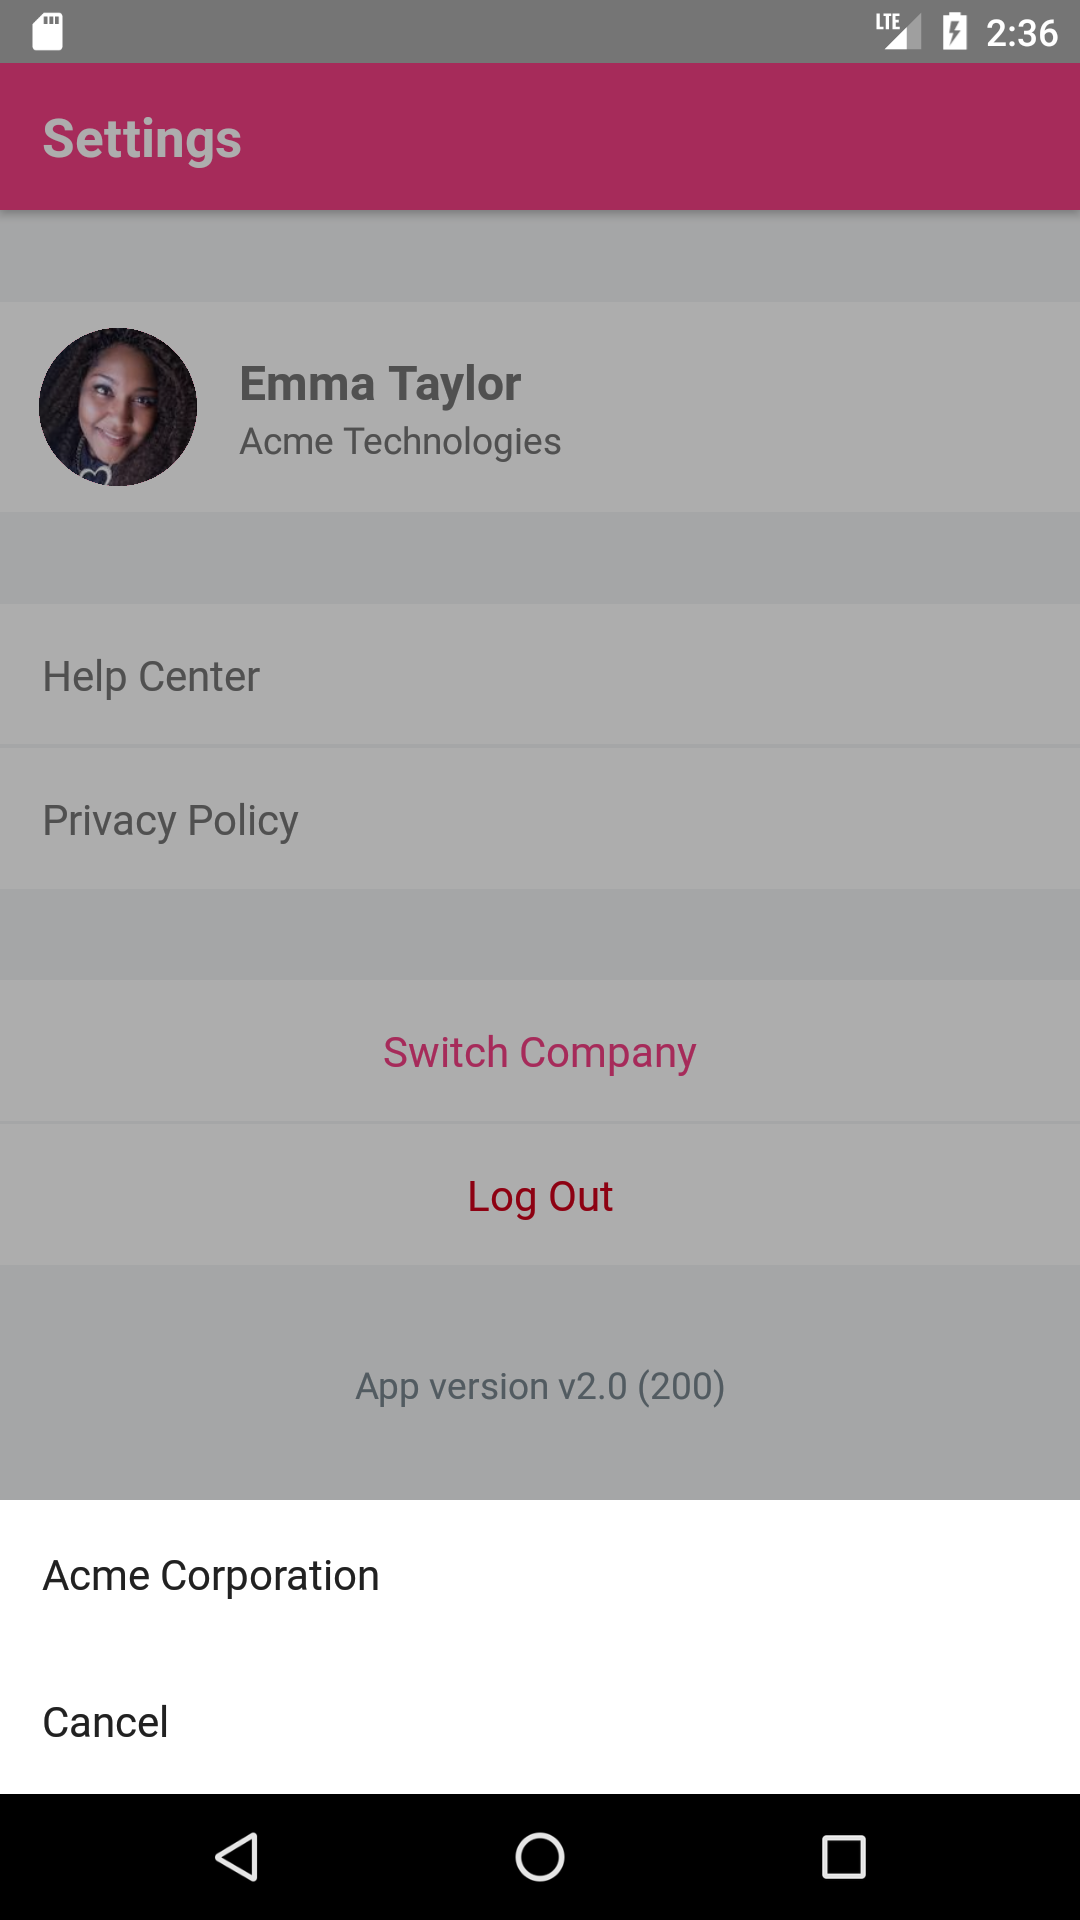 LTE 2:36
Settings
Emma Taylor
Acme Technologies
Help Center
Privacy Policy
Switch Company
Log Out
App version v2.0 (200)
Acme Corporation
Cancel